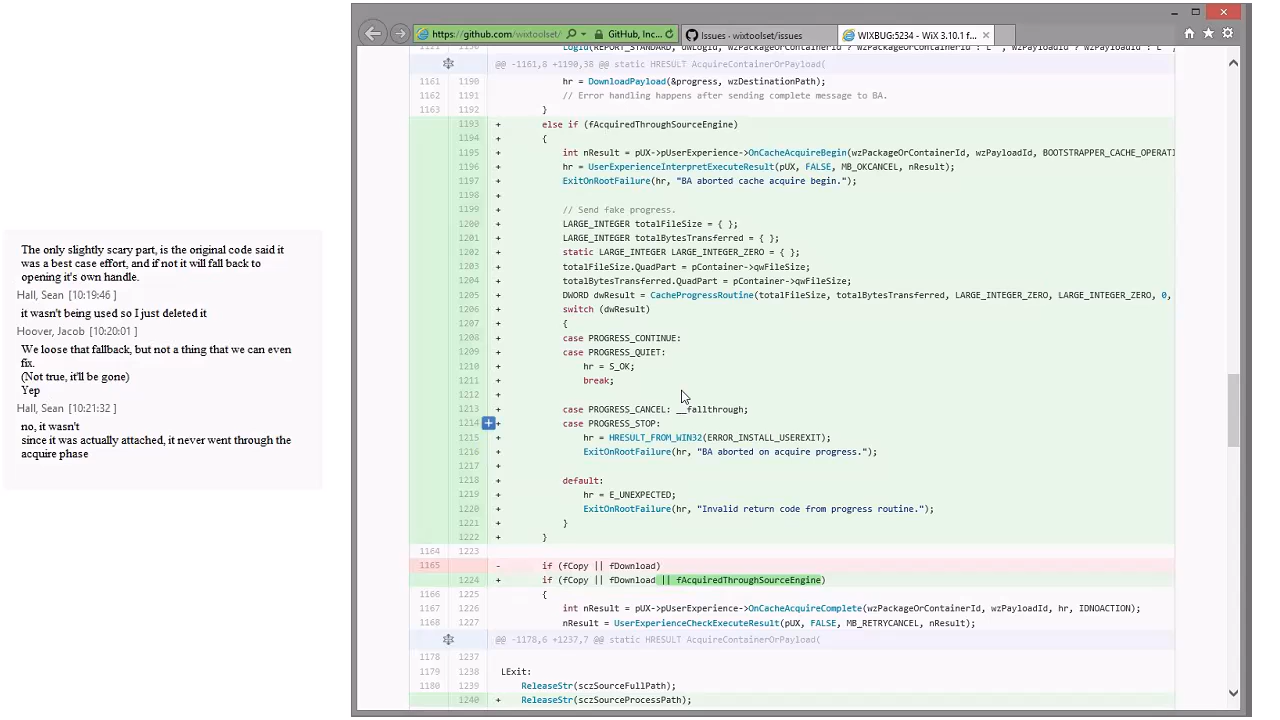 The only slightly scary part, is the original code said it
was a best case effort, and if not it will fall back to
opening it's own handle.
Hall, Sean [10:19:46 ]
it wasn't being used so I just deleted it
Hoover, Jacob [10:20:01 ]
We loose that fallback, but not a thing that we can even
fix.
(Not true, it'll be gone)
Yep
Hall, Sean [10:21:32 ]
no, it wasn't
since it was actually attached, it never went through the
acquire phase
https://github.com/wixtoolset/ GitHub, Inc... Issues - wixtoolset/issues WIXBUG:5234 - WiX 3.10.1 f...
@@ -1161,8 +1190,38 @@ static HRESULT AcquireContainerOrPayload(
1161 1190 hr = DownloadPayload(&progress, wzDestinationPath);
1162 1191 // Error handling happens after sending complete message to BA.
1163 1192 }
1193 + else if (fAcquiredThroughSourceEngine)
1194 + {
1195 + int nResult = pUX->pUserExperience->OnCacheAcquireBegin(wzPackageOrContainerId, wzPayloadId, BOOTSTRAPPER_CACHE_OPERATI
1196 + hr = UserExperienceInterpretExecuteResult(pUX, FALSE, MB_OKCANCEL, nResult);
1197 + ExitOnRootFailure(hr, "BA aborted cache acquire begin.");
1198 +
1199 + // Send fake progress.
1200 + LARGE_INTEGER totalFileSize = { };
1201 + LARGE_INTEGER totalBytesTransferred = { };
1202 + static LARGE_INTEGER LARGE_INTEGER_ZERO = { };
1203 + totalFileSize.QuadPart = pContainer->qwFileSize;
1204 + totalBytesTransferred.QuadPart = pContainer->qwFileSize;
1205 + DWORD dwResult = CacheProgressRoutine(totalFileSize, totalBytesTransferred, LARGE_INTEGER_ZERO, LARGE_INTEGER_ZERO, 0,
1206 + switch (dwResult)
1207 + {
1208 + case PROGRESS_CONTINUE:
1209 + case PROGRESS_QUIET:
1210 + hr = S_OK;
1211 + break;
1212 +
1213 + case PROGRESS_CANCEL: __fallthrough;
1214 + case PROGRESS_STOP:
1215 + hr = HRESULT_FROM_WIN32(ERROR_INSTALL_USEREXIT);
1216 + ExitOnRootFailure(hr, "BA aborted on acquire progress.");
1217 +
1218 + default:
1219 + hr = E_UNEXPECTED;
1220 + ExitOnRootFailure(hr, "Invalid return code from progress routine.");
1221 + }
1222 + }
1164 1223
1165 - if (fCopy || fDownload)
1224 + if (fCopy || fDownload || fAcquiredThroughSourceEngine)
1166 1225 {
1167 1226 int nResult = pUX->pUserExperience->OnCacheAcquireComplete(wzPackageOrContainerId, wzPayloadId, hr, IDNOACTION);
1168 1227 nResult = UserExperienceCheckExecuteResult(pUX, FALSE, MB_RETRYCANCEL, nResult);
@@ -1178,6 +1237,7 @@ static HRESULT AcquireContainerOrPayload(
1178 1237
1179 1238 LExit:
1180 1239 ReleaseStr(sczSourceFullPath);
1240 + ReleaseStr(sczSourceProcessPath);